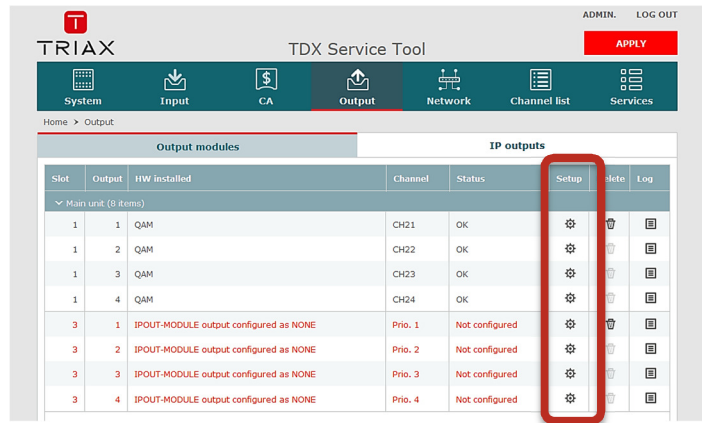 ADMIN. LOG OUT
T
TRIAX
TDX Service Tool
APPLY
System Input CA Output Network Channel list Services
Home > Output
Output modules IP outputs
Slot Output HW installed Channel Status Setup elete Log
Main unit (8 items)
1 1 QAM CH21 OK
1 2 QAM CH22 OK
1 3 QAM CH23 OK
1 4 QAM CH24 OK
3 1 IPOUT-MODULE output configured as NONE Prio. 1 Not configured
3 2 IPOUT-MODULE output configured as NONE Prio. 2 Not configured
3 3 IPOUT-MODULE output configured as NONE Prio. 3 Not configured
3 4 IPOUT-MODULE output configured as NONE Prio. 4 Not configured